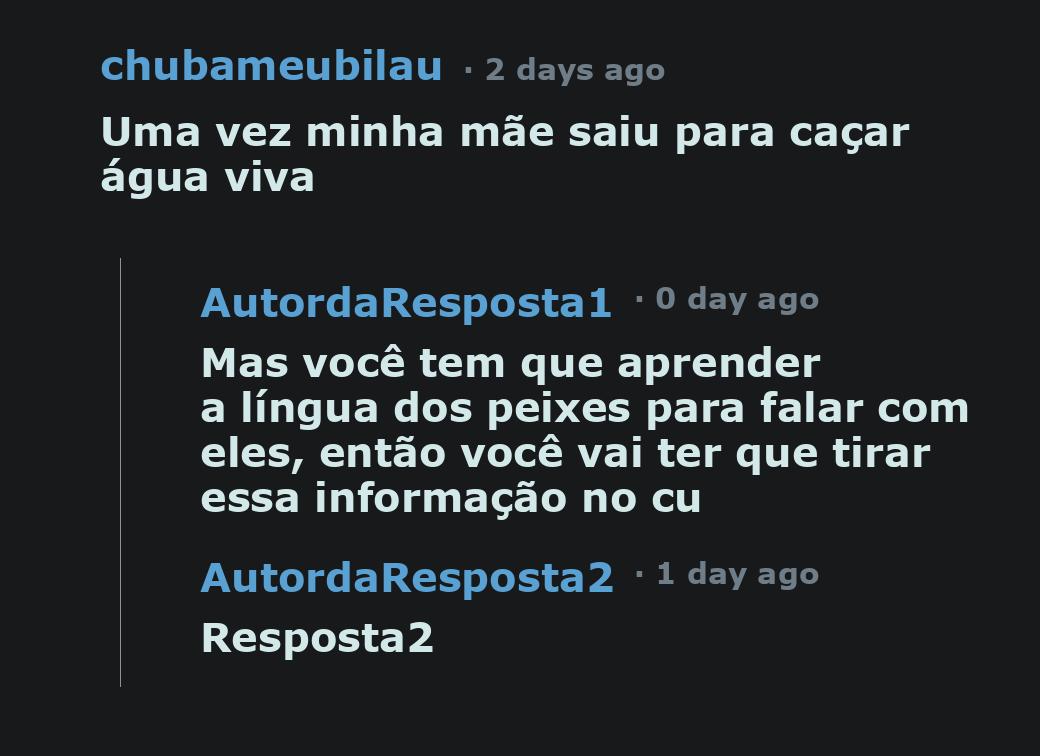 chubameubilau · 2 days ago
Uma vez minha mãe saiu para caçar
água viva
AutordaResposta1 · 0 day ago
Mas você tem que aprender
a língua dos peixes para falar com
eles, então você vai ter que tirar
essa informação no cu
AutordaResposta2 · 1 day ago
Resposta2